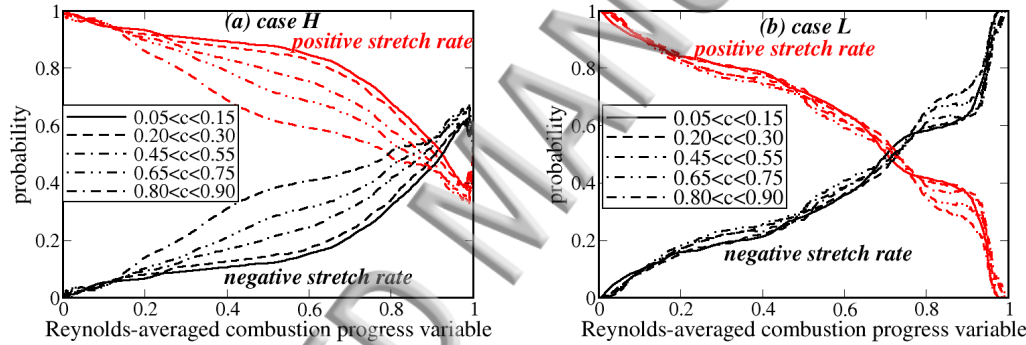 (a) case H
positive stretch rate
1
0.8
0.6
0.4
0.2
0
probability
0.05<c<0.15
0.20<c<0.30
0.45<c<0.55
0.65<c<0.75
0.80<c<0.90
negative stretch rate
0 0.2 0.4 0.6 0.8 1
Reynolds-averaged combustion progress variable
(b) case L
positive stretch rate
1
0.8
0.6
0.4
0.2
0
probability
0.05<c<0.15
0.20<c<0.30
0.45<c<0.55
0.65<c<0.75
0.80<c<0.90
negative stretch rate
0 0.2 0.4 0.6 0.8 1
Reynolds-averaged combustion progress variable